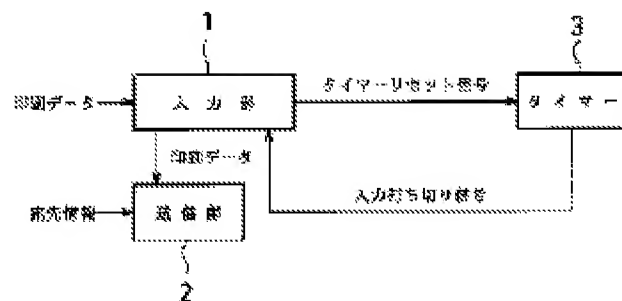 1
3
印刷データ
入力部
タイマーリセット信号
タイマー
印刷データ
入力打ち切り信号
宛先情報
送信部
2